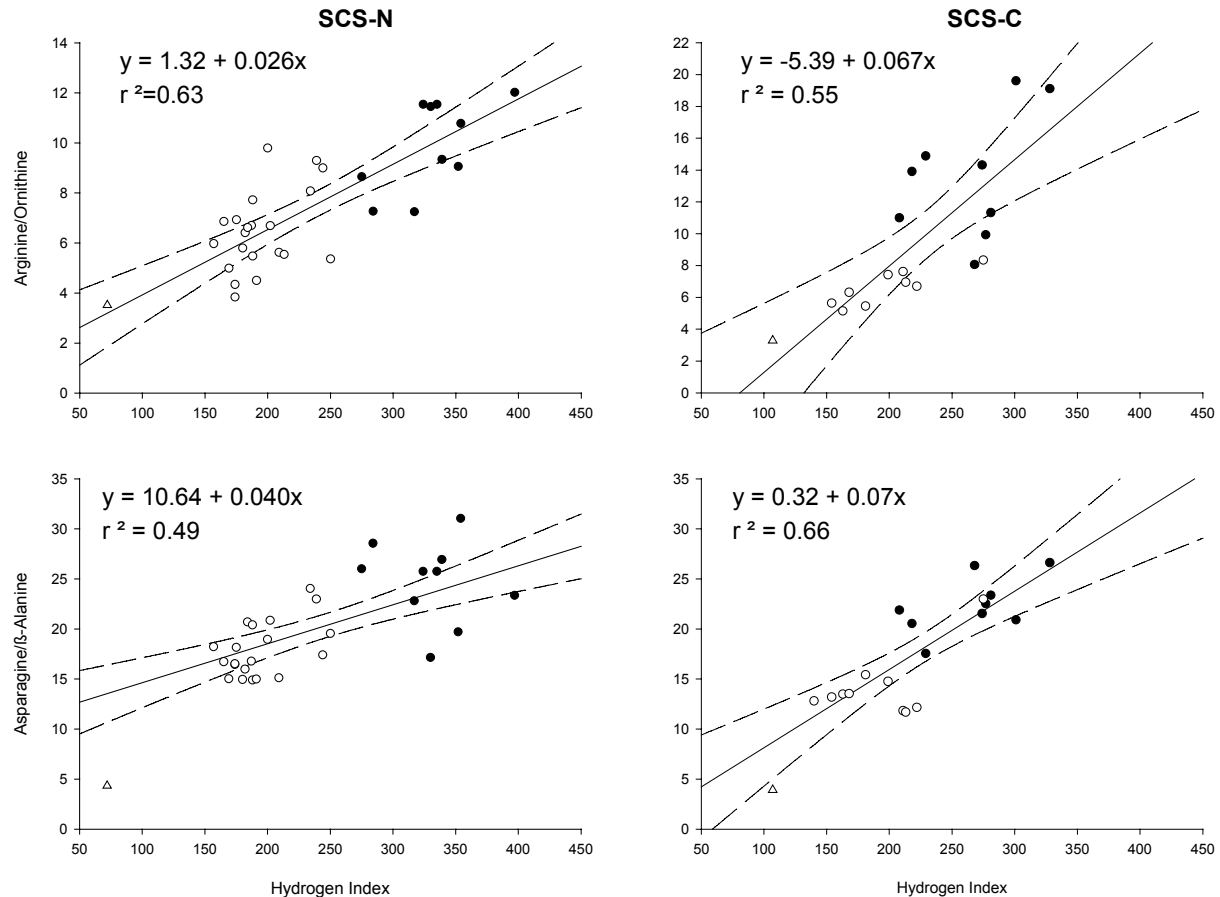 SCS-N
SCS-C
y = 1.32 + 0.026x
r ²=0.63
Arginine/Ornithine
14
12
10
8
6
4
2
0
50 100 150 200 250 300 350 400 450
y = -5.39 + 0.067x
r ² = 0.55
22
20
18
16
14
12
10
8
6
4
2
0
50 100 150 200 250 300 350 400 450
y = 10.64 + 0.040x
r ² = 0.49
Asparagine/ß-Alanine
35
30
25
20
15
10
5
0
50 100 150 200 250 300 350 400 450
Hydrogen Index
y = 0.32 + 0.07x
r ² = 0.66
35
30
25
20
15
10
5
0
50 100 150 200 250 300 350 400 450
Hydrogen Index